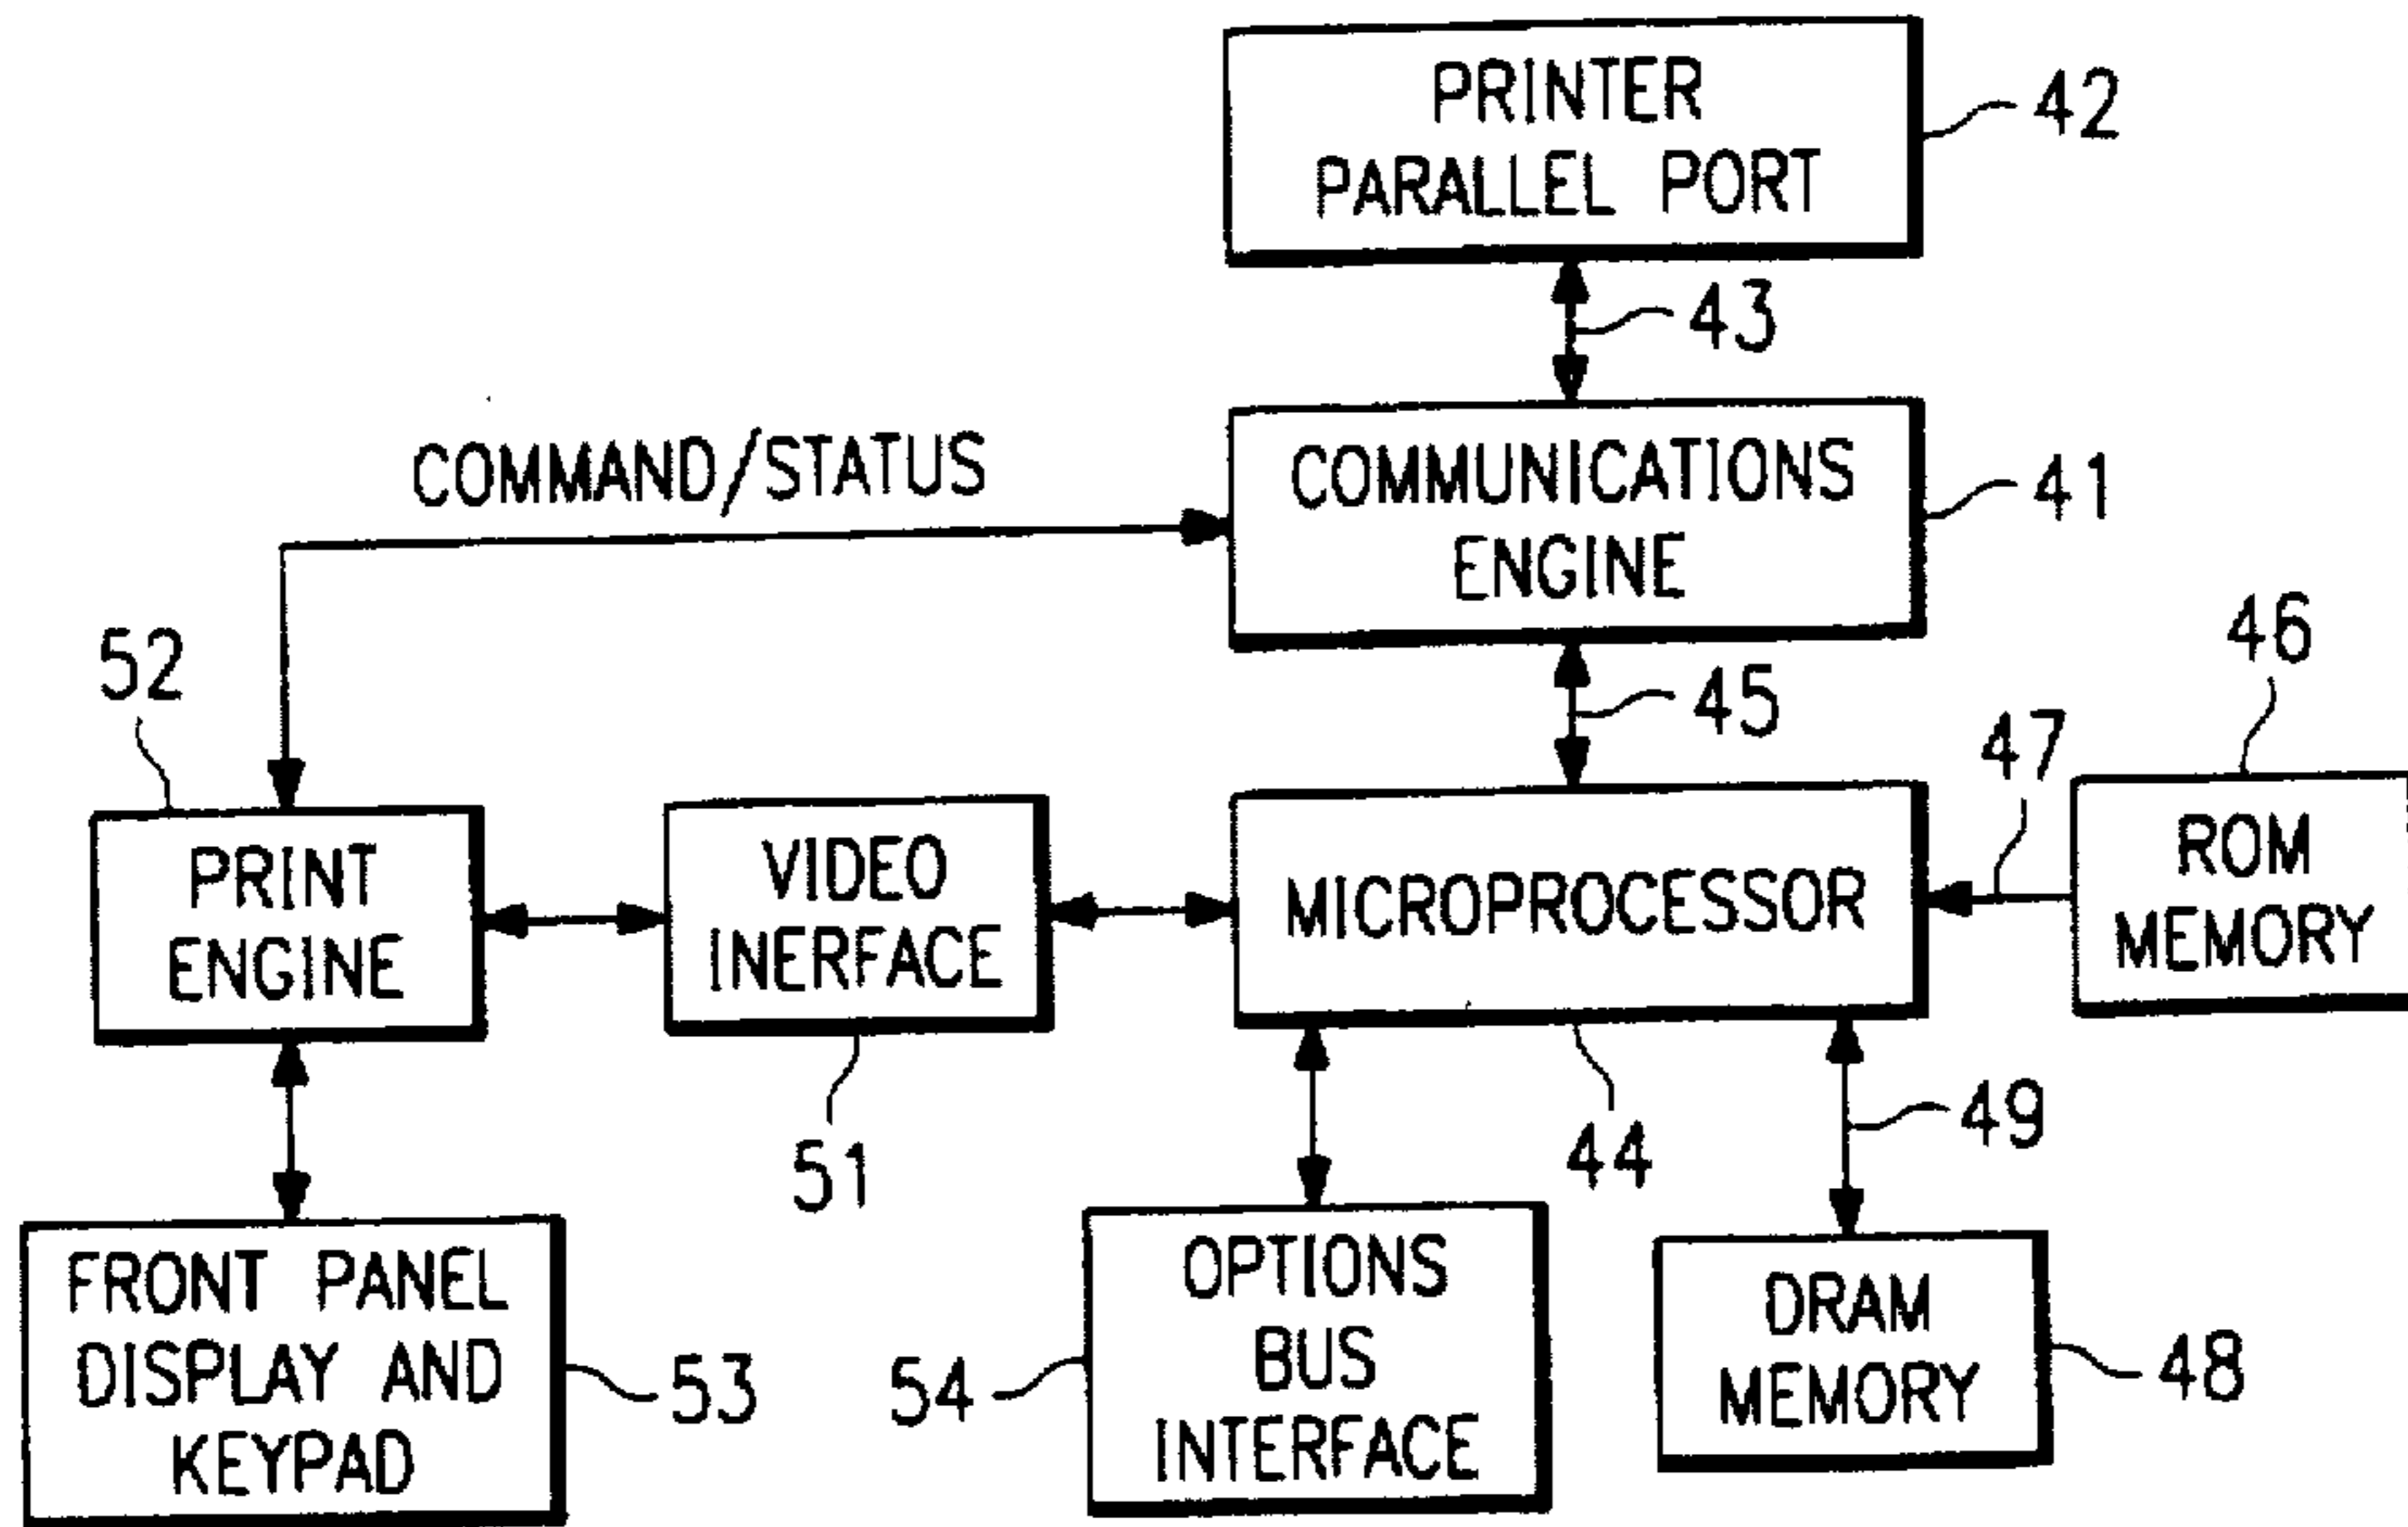 PRINTER
PARALLEL PORT
42
43
COMMAND/STATUS
COMMUNICATIONS
ENGINE
41
52
45
47
46
PRINT
ENGINE
VIDEO
INERFACE
MICROPROCESSOR
ROM
MEMORY
51
44
49
FRONT PANEL
DISPLAY AND
KEYPAD
53
54
OPTIONS
BUS
INTERFACE
DRAM
MEMORY
48